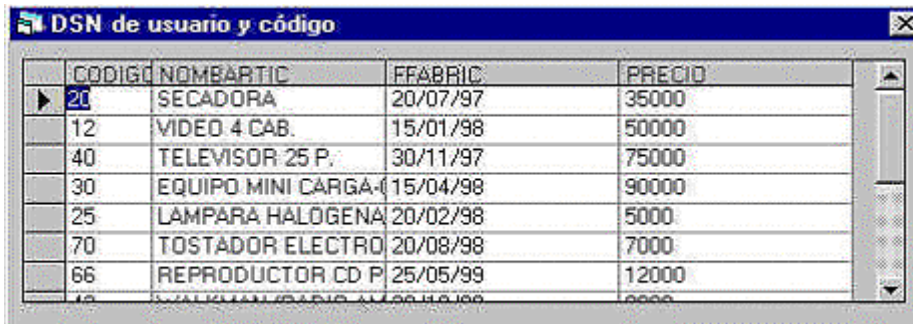 DSN de usuario y código
CODIGO NOMBARTIC FFABRIC PRECIO
20 SECADORA 20/07/97 35000
12 VIDEO 4 CAB. 15/01/98 50000
40 TELEVISOR 25 P. 30/11/97 75000
30 EQUIPO MINI CARGA-( 15/04/98 90000
25 LAMPARA HALOGENA 20/02/98 5000
70 TOSTADOR ELECTRO 20/08/98 7000
66 REPRODUCTOR CD P 25/05/99 12000